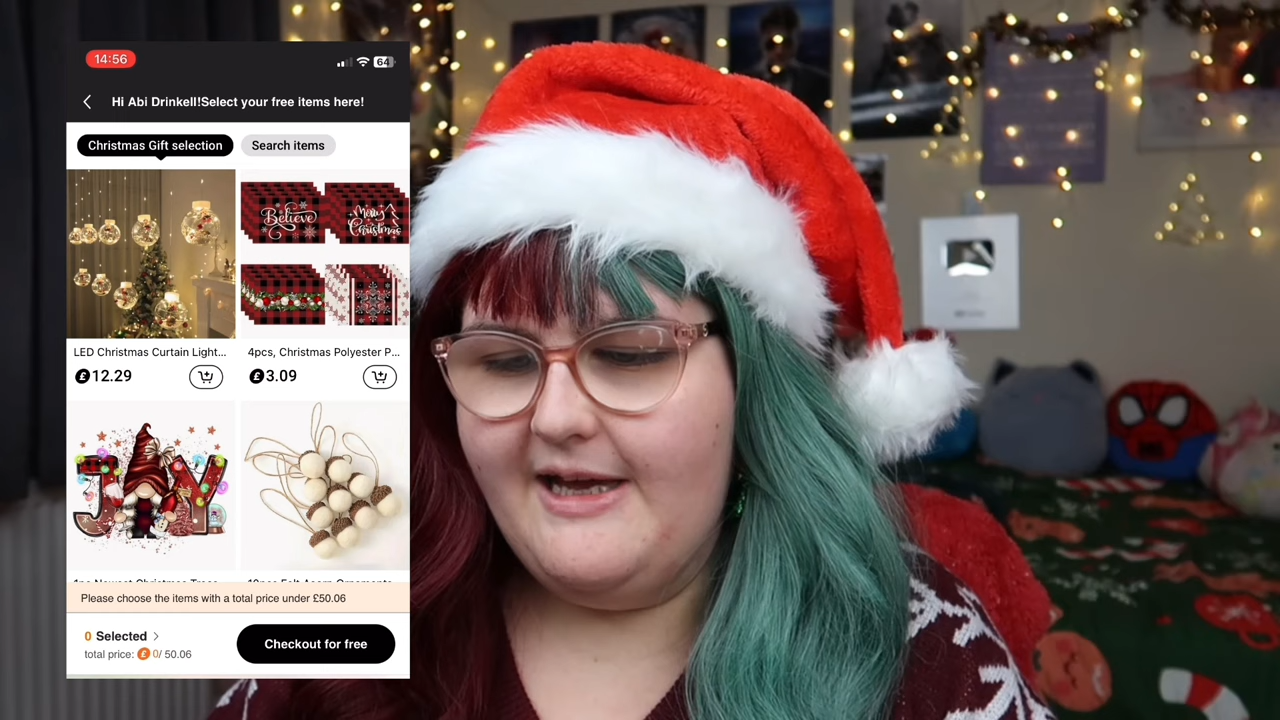 14:56
64
Hi Abi Drinkell!Select your free items here!
Christmas Gift selection
Search items
Believe
Merry Christmas
LED Christmas Curtain Light...
4pcs, Christmas Polyester P...
£12.29
£3.09
JOY
Please choose the items with a total price under £50.06
0 Selected >
total price: £ 0/ 50.06
Checkout for free